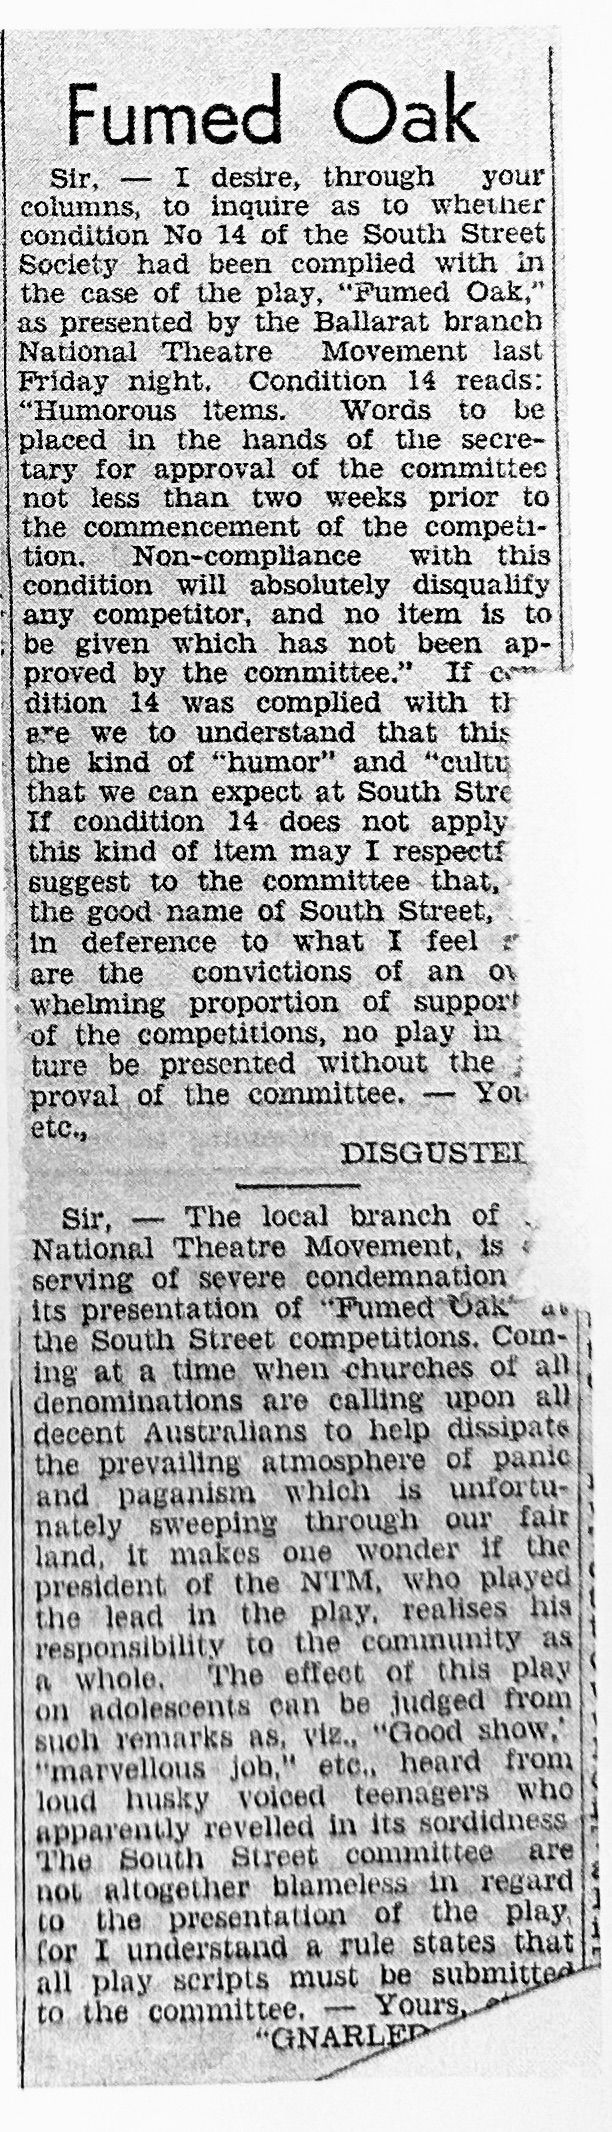 Fumed Oak
Sir, — I desire, through your
columns, to inquire as to whether
condition No 14 of the South Street
Society had been complied with in
the case of the play, "Fumed Oak,"
as presented by the Ballarat branch
National Theatre Movement last
Friday night. Condition 14 reads:
"Humorous items. Words to be
placed in the hands of the secre-
tary for approval of the committee
not less than two weeks prior to
the commencement of the competi-
tion. Non-compliance with this
condition will absolutely disqualify
any competitor, and no item is to
be given which has not been ap-
proved by the committee." If
dition 14 was complied with
are we to understand that this
the kind of "humor" and "cultu
that we can expect at South Stre
If condition 14 does not apply
this kind of item may I respectf
suggest to the committee that,
the good name of South Street,
in deference to what I feel
are the convictions of an ov
whelming proportion of support
of the competitions, no play in
ture be presented without the
proval of the committee. — You
etc.,
DISGUSTE
Sir, — The local branch of
National Theatre Movement, is
serving of severe condemnation
its presentation of "Fumed Oak" at
the South Street competitions. Com-
ing at a time when churches of all
denominations are calling upon all
decent Australians to help dissipate
the prevailing atmosphere of panic
and paganism which is unfortu-
nately sweeping through our fair
land, it makes one wonder if the
president of the NTM, who played
the lead in the play, realises his
responsibility to the community as
a whole. The effect of this play
on adolescents can be judged from
such remarks as, viz., "Good show,'
"marvellous job," etc., heard from
loud husky voiced teenagers who
apparently revelled in its sordidness
The South Street committee are
not altogether blameless in regard
to the presentation of the play,
for I understand a rule states that
all play scripts must be submitted
to the committee. — Yours,
"GNARLED